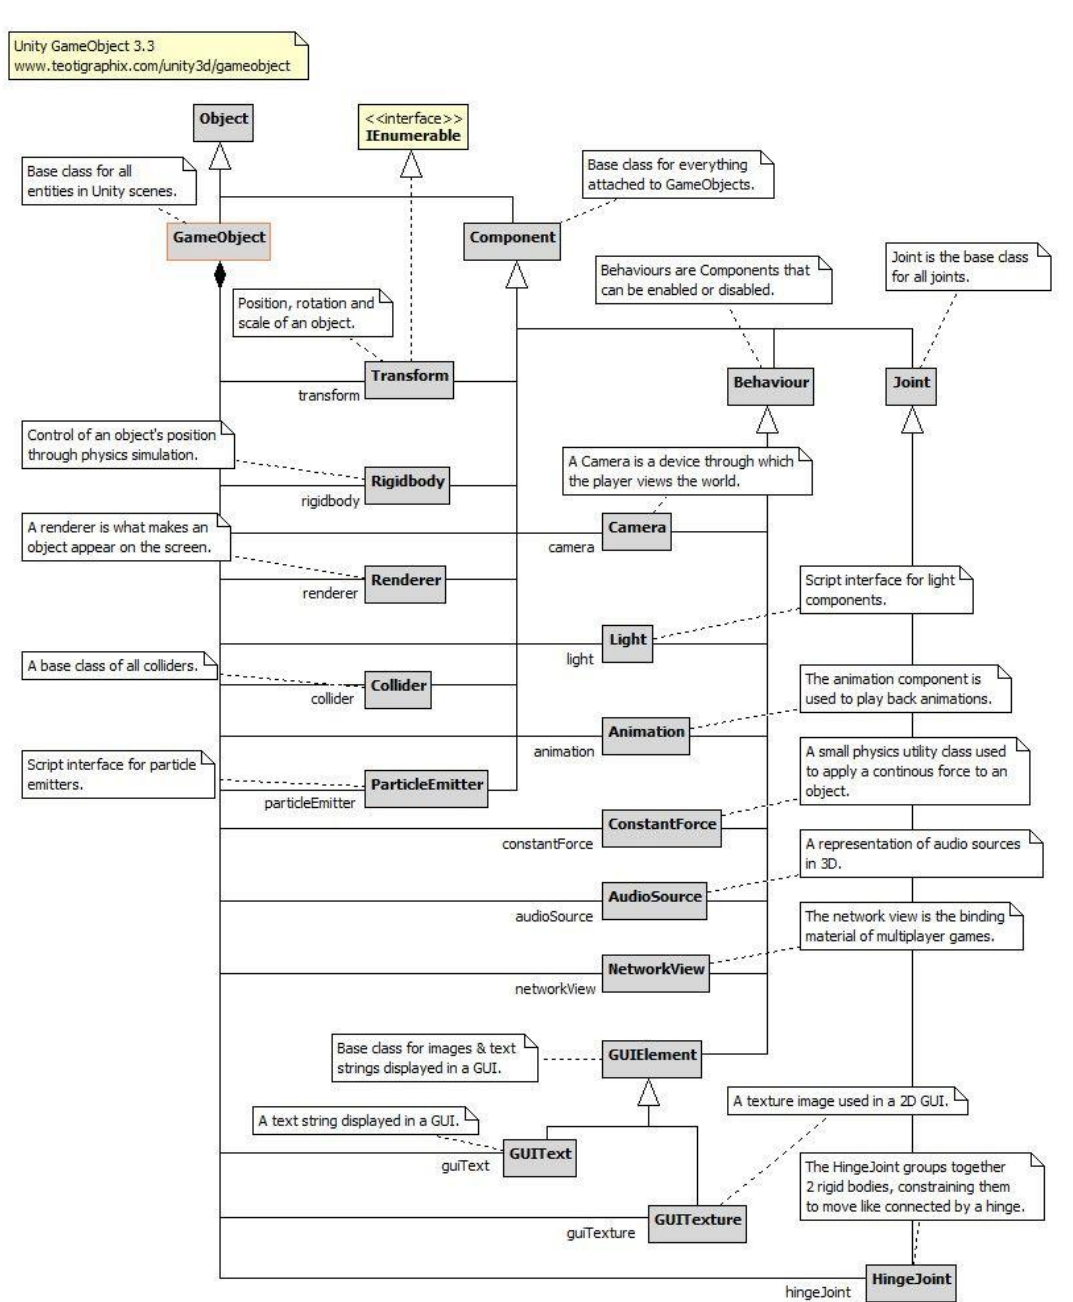 Unity GameObject 3.3
www.teotigraphix.com/unity3d/gameobject
Object
<<interface>>
IEnumerable
Base class for all
entities in Unity scenes.
Base class for everything
attached to GameObjects.
GameObject
Component
Behaviours are Components that
can be enabled or disabled.
Joint is the base class
for all joints.
Position, rotation and
scale of an object.
Transform
transform
Behaviour
Joint
Control of an object's position
through physics simulation.
A Camera is a device through which
the player views the world.
Rigidbody
rigidbody
A renderer is what makes an
object appear on the screen.
Camera
camera
Renderer
renderer
Script interface for light
components.
Light
light
A base class of all colliders.
Collider
collider
The animation component is
used to play back animations.
Animation
animation
Script interface for particle
emitters.
ParticleEmitter
particleEmitter
A small physics utility class used
to apply a continous force to an
object.
ConstantForce
constantForce
A representation of audio sources
in 3D.
AudioSource
audioSource
The network view is the binding
material of multiplayer games.
NetworkView
networkView
Base class for images & text
strings displayed in a GUI.
GUIElement
A texture image used in a 2D GUI.
A text string displayed in a GUI.
GUIText
guiText
The HingeJoint groups together
2 rigid bodies, constraining them
to move like connected by a hinge.
GUITexture
guiTexture
HingeJoint
hingeJoint